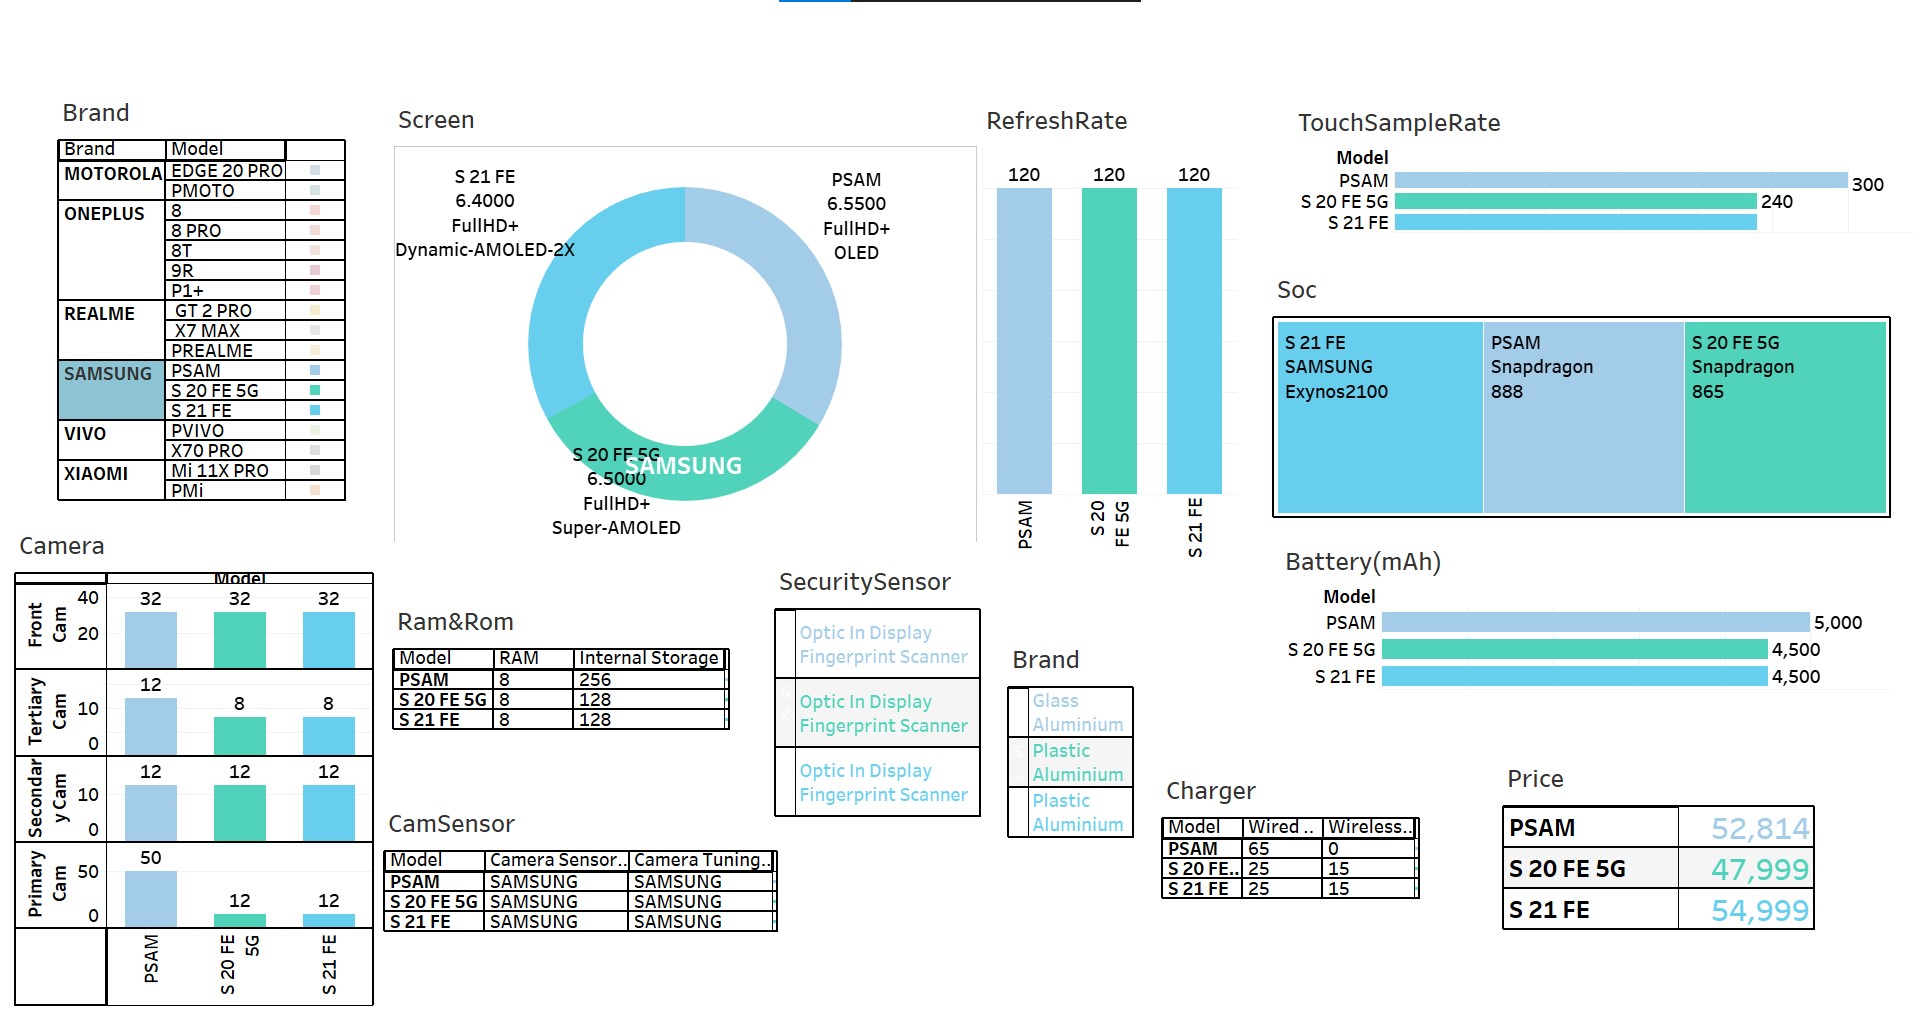 Brand
Brand Model
MOTOROLA EDGE 20 PRO
PMOTO
ONEPLUS 8
8 PRO
8T
9R
P1+
REALME GT 2 PRO
X7 MAX
PREALME
SAMSUNG PSAM
S 20 FE 5G
S 21 FE
VIVO PVIVO
X70 PRO
XIAOMI Mi 11X PRO
PMi
Screen
S 21 FE
6.4000
FullHD+
Dynamic-AMOLED-2X
PSAM
6.5500
FullHD+
OLED
S 20 FE 5G
SAMSUNG
6.5000
FullHD+
Super-AMOLED
RefreshRate
120 120 120
PSAM
S 20
FE 5G
S 21 FE
TouchSampleRate
Model
PSAM 300
S 20 FE 5G 240
S 21 FE
Soc
S 21 FE
SAMSUNG
Exynos2100
PSAM
Snapdragon
888
S 20 FE 5G
Snapdragon
865
Battery(mAh)
Model
PSAM 5,000
S 20 FE 5G 4,500
S 21 FE 4,500
Camera
Model
Front
Cam
40
20
32 32 32
Tertiary
Cam
10
0
12 8 8
Secondar
y Cam
10
0
12 12 12
Primary
Cam
50
0
50 12 12
PSAM
S 20 FE
5G
S 21 FE
Ram&Rom
Model RAM Internal Storage
PSAM 8 256
S 20 FE 5G 8 128
S 21 FE 8 128
CamSensor
Model Camera Sensor.. Camera Tuning..
PSAM SAMSUNG SAMSUNG
S 20 FE 5G SAMSUNG SAMSUNG
S 21 FE SAMSUNG SAMSUNG
SecuritySensor
Optic In Display
Fingerprint Scanner
Optic In Display
Fingerprint Scanner
Optic In Display
Fingerprint Scanner
Brand
Glass
Aluminium
Plastic
Aluminium
Plastic
Aluminium
Charger
Model Wired .. Wireless..
PSAM 65 0
S 20 FE.. 25 15
S 21 FE 25 15
Price
PSAM 52,814
S 20 FE 5G 47,999
S 21 FE 54,999